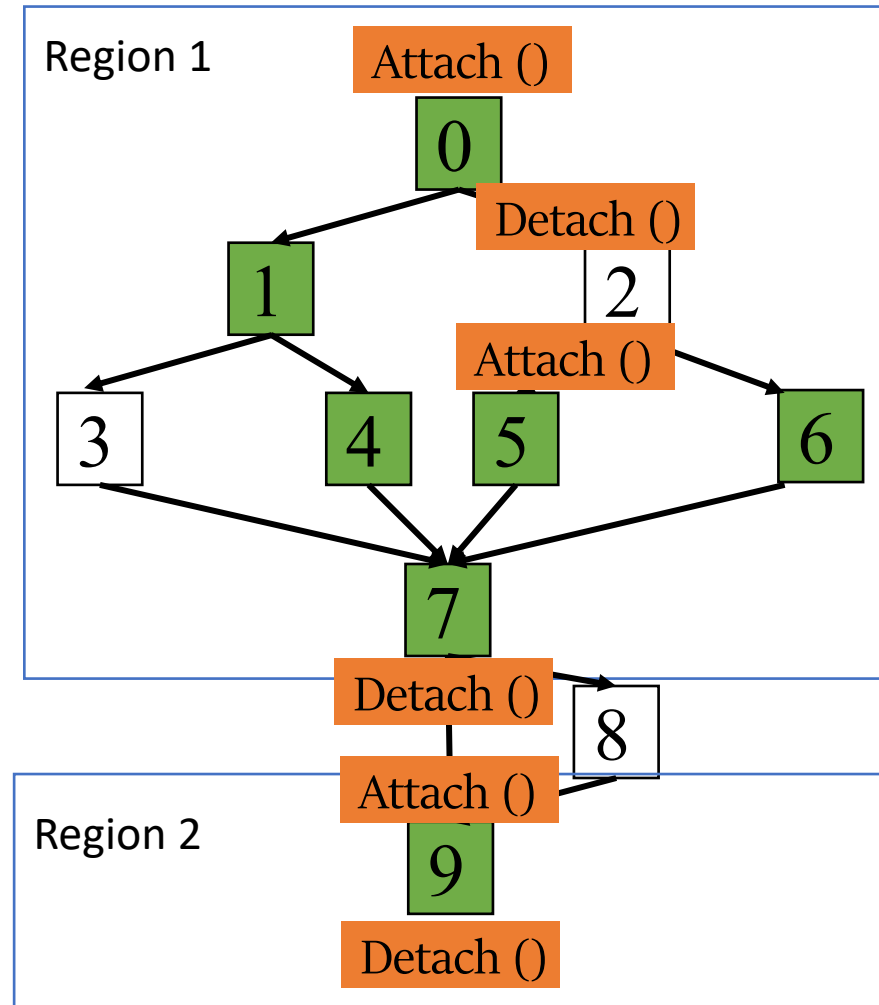 Region 1
Attach ()
0
Detach ()
1
2
Attach ()
3
4
5
6
7
Detach ()
8
Attach ()
Region 2
9
Detach ()